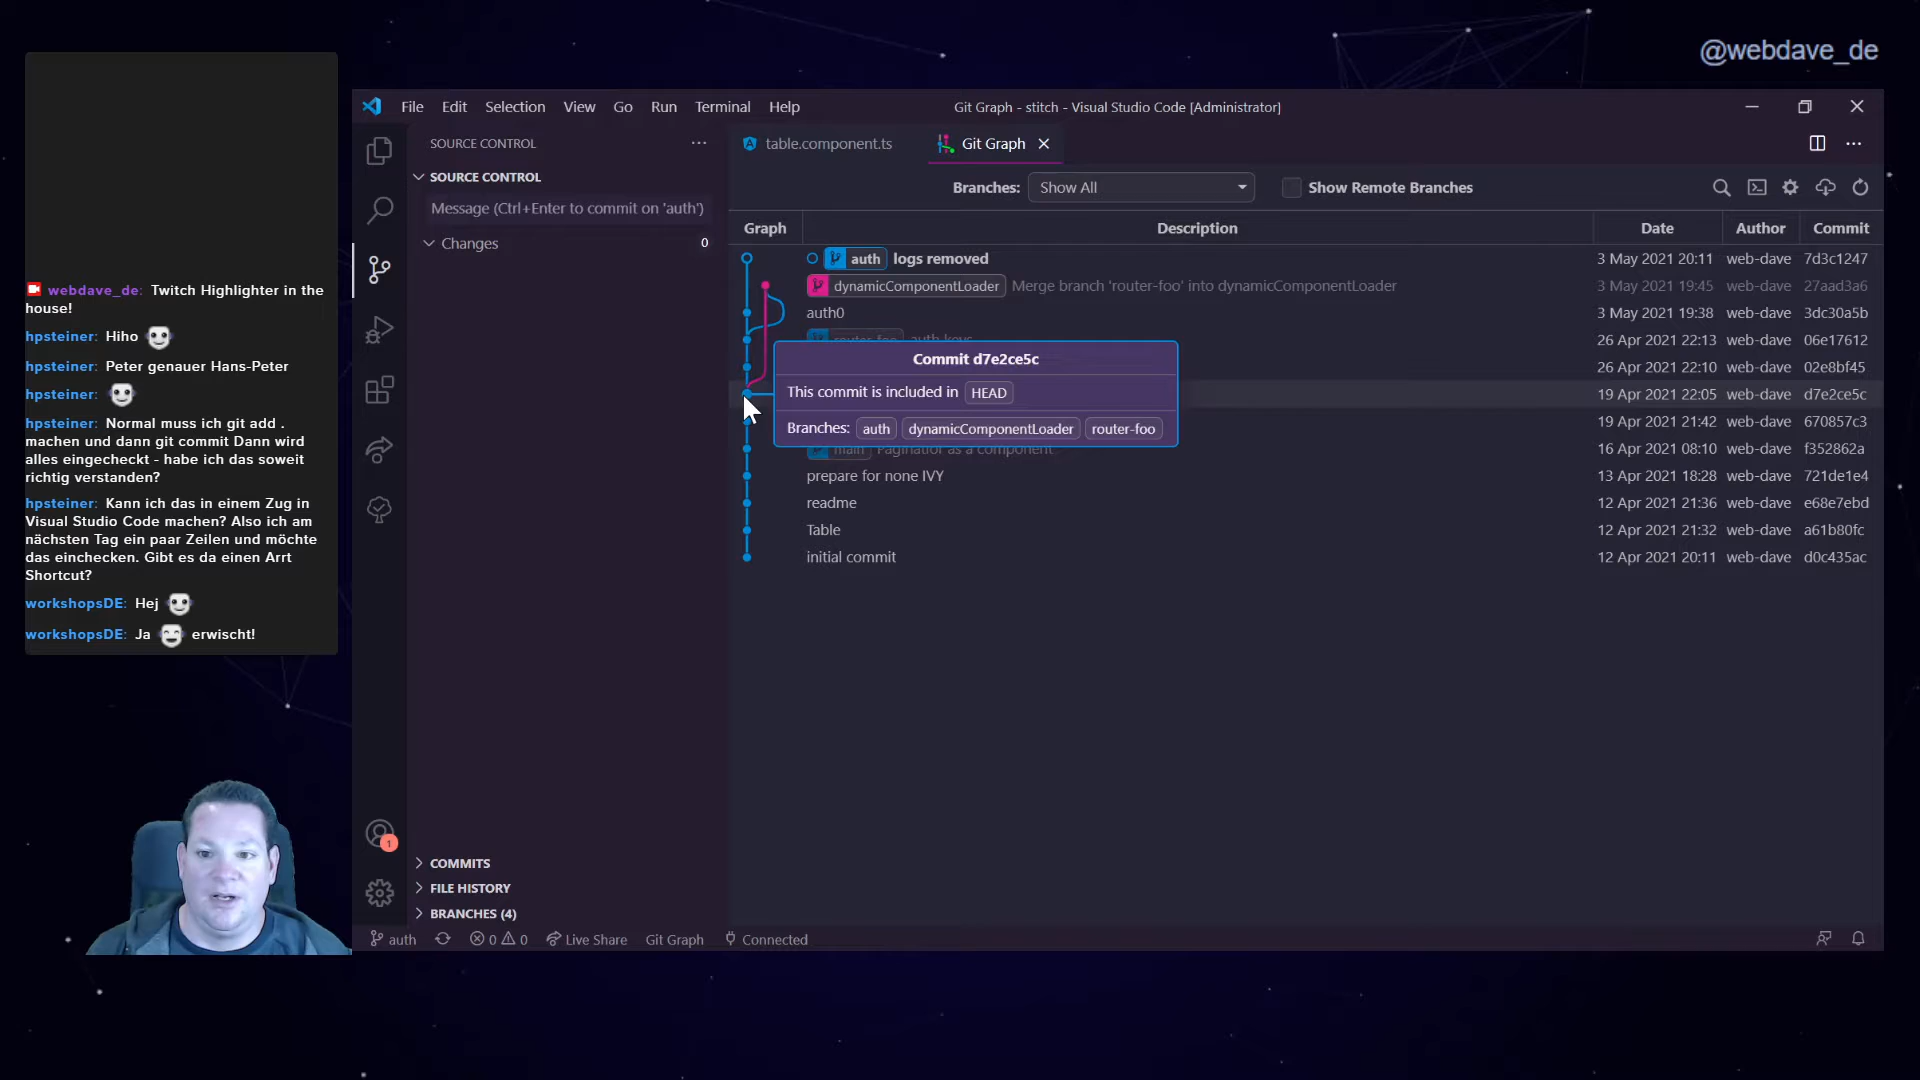 @webdave_de
File Edit Selection View Go Run Terminal Help
Git Graph - stitch - Visual Studio Code [Administrator]
webdave_de: Twitch Highlighter in the
house!
hpsteiner: Hiho
hpsteiner: Peter genauer Hans-Peter
hpsteiner:
hpsteiner: Normal muss ich git add .
machen und dann git commit Dann wird
alles eingecheckt - habe ich das soweit
richtig verstanden?
hpsteiner: Kann ich das in einem Zug in
Visual Studio Code machen? Also ich am
nächsten Tag ein paar Zeilen und möchte
das einchecken. Gibt es da einen Arrt
Shortcut?
workshopsDE: Hej
workshopsDE: Ja erwischt!
SOURCE CONTROL
SOURCE CONTROL
Message (Ctrl+Enter to commit on 'auth')
Changes 0
COMMITS
FILE HISTORY
BRANCHES (4)
1
table.component.ts Git Graph
Branches: Show All Show Remote Branches
Graph Description Date Author Commit
auth logs removed 3 May 2021 20:11 web-dave 7d3c1247
dynamicComponentLoader Merge branch 'router-foo' into dynamicComponentLoader 3 May 2021 19:45 web-dave 27aad3a6
auth0 3 May 2021 19:38 web-dave 3dc30a5b
router-foo auth keys 26 Apr 2021 22:13 web-dave 06e17612
26 Apr 2021 22:10 web-dave 02e8bf45
19 Apr 2021 22:05 web-dave d7e2ce5c
19 Apr 2021 21:42 web-dave 670857c3
main Paginatior as a component 16 Apr 2021 08:10 web-dave f352862a
prepare for none IVY 13 Apr 2021 18:28 web-dave 721de1e4
readme 12 Apr 2021 21:36 web-dave e68e7ebd
Table 12 Apr 2021 21:32 web-dave a61b80fc
initial commit 12 Apr 2021 20:11 web-dave d0c435ac
Commit d7e2ce5c
This commit is included in HEAD
Branches: auth dynamicComponentLoader router-foo
auth 0 0 Live Share Git Graph Connected